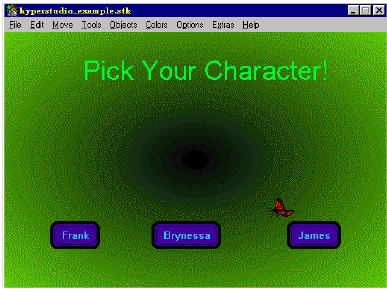 hyperstudio_example.stk
File Edit Move Tools Objects Colors Options Extras Help
Pick Your Character!
Frank Brynessa James